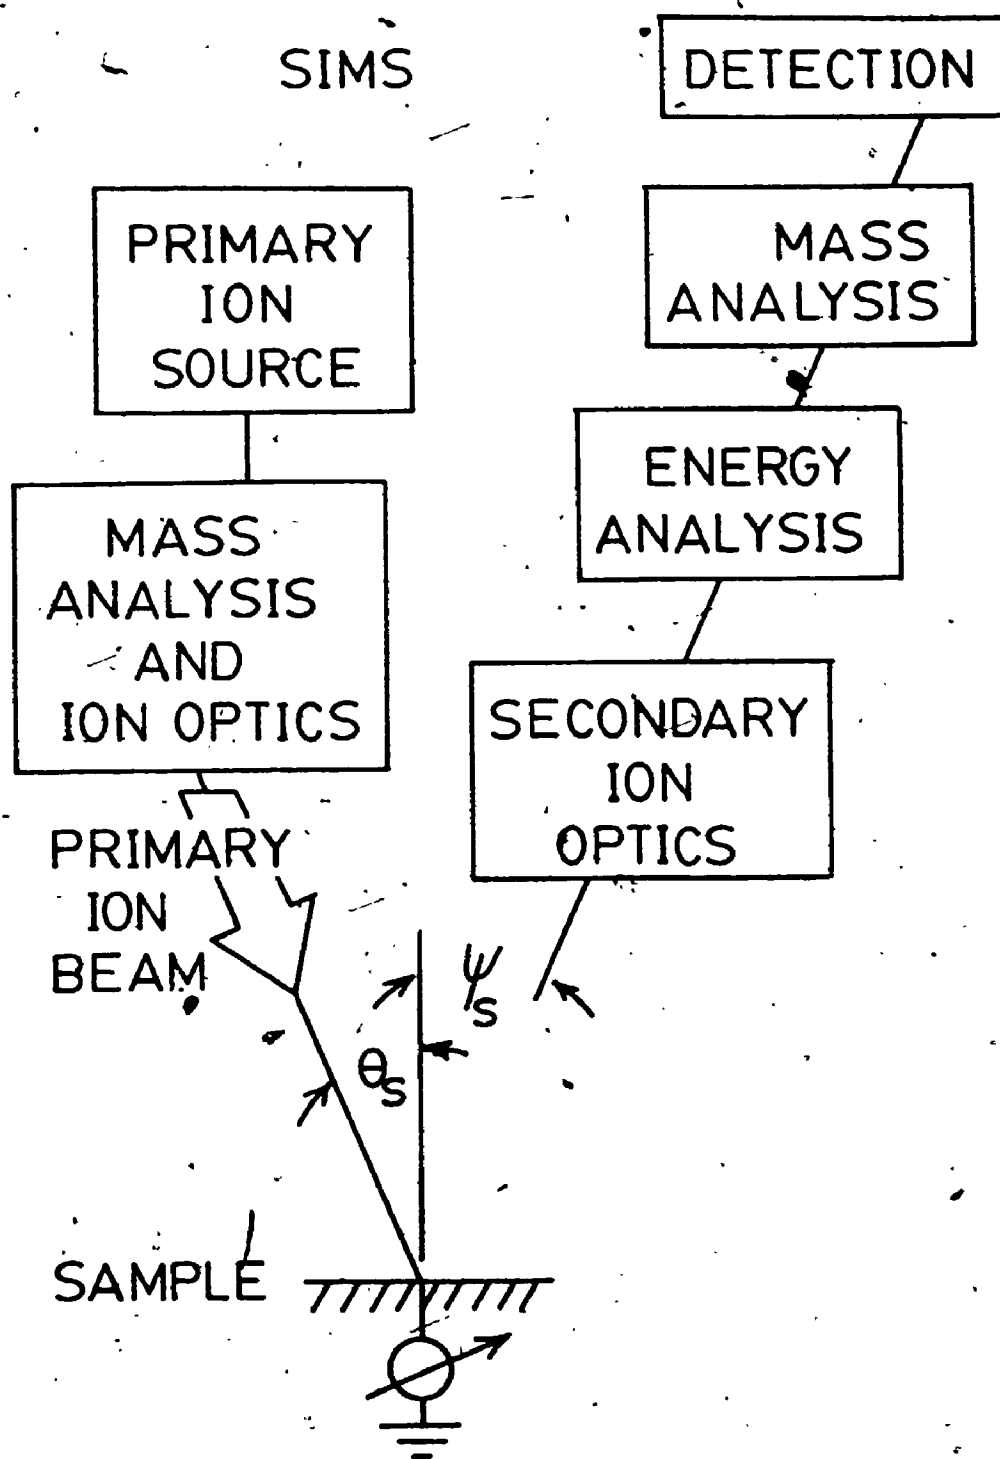 SIMS
DETECTION
PRIMARY
ION
SOURCE
MASS
ANALYSIS
ENERGY
ANALYSIS
MASS
ANALYSIS
AND
ION OPTICS
SECONDARY
ION
OPTICS
PRIMARY
ION
BEAM
ψs
θs
SAMPLE